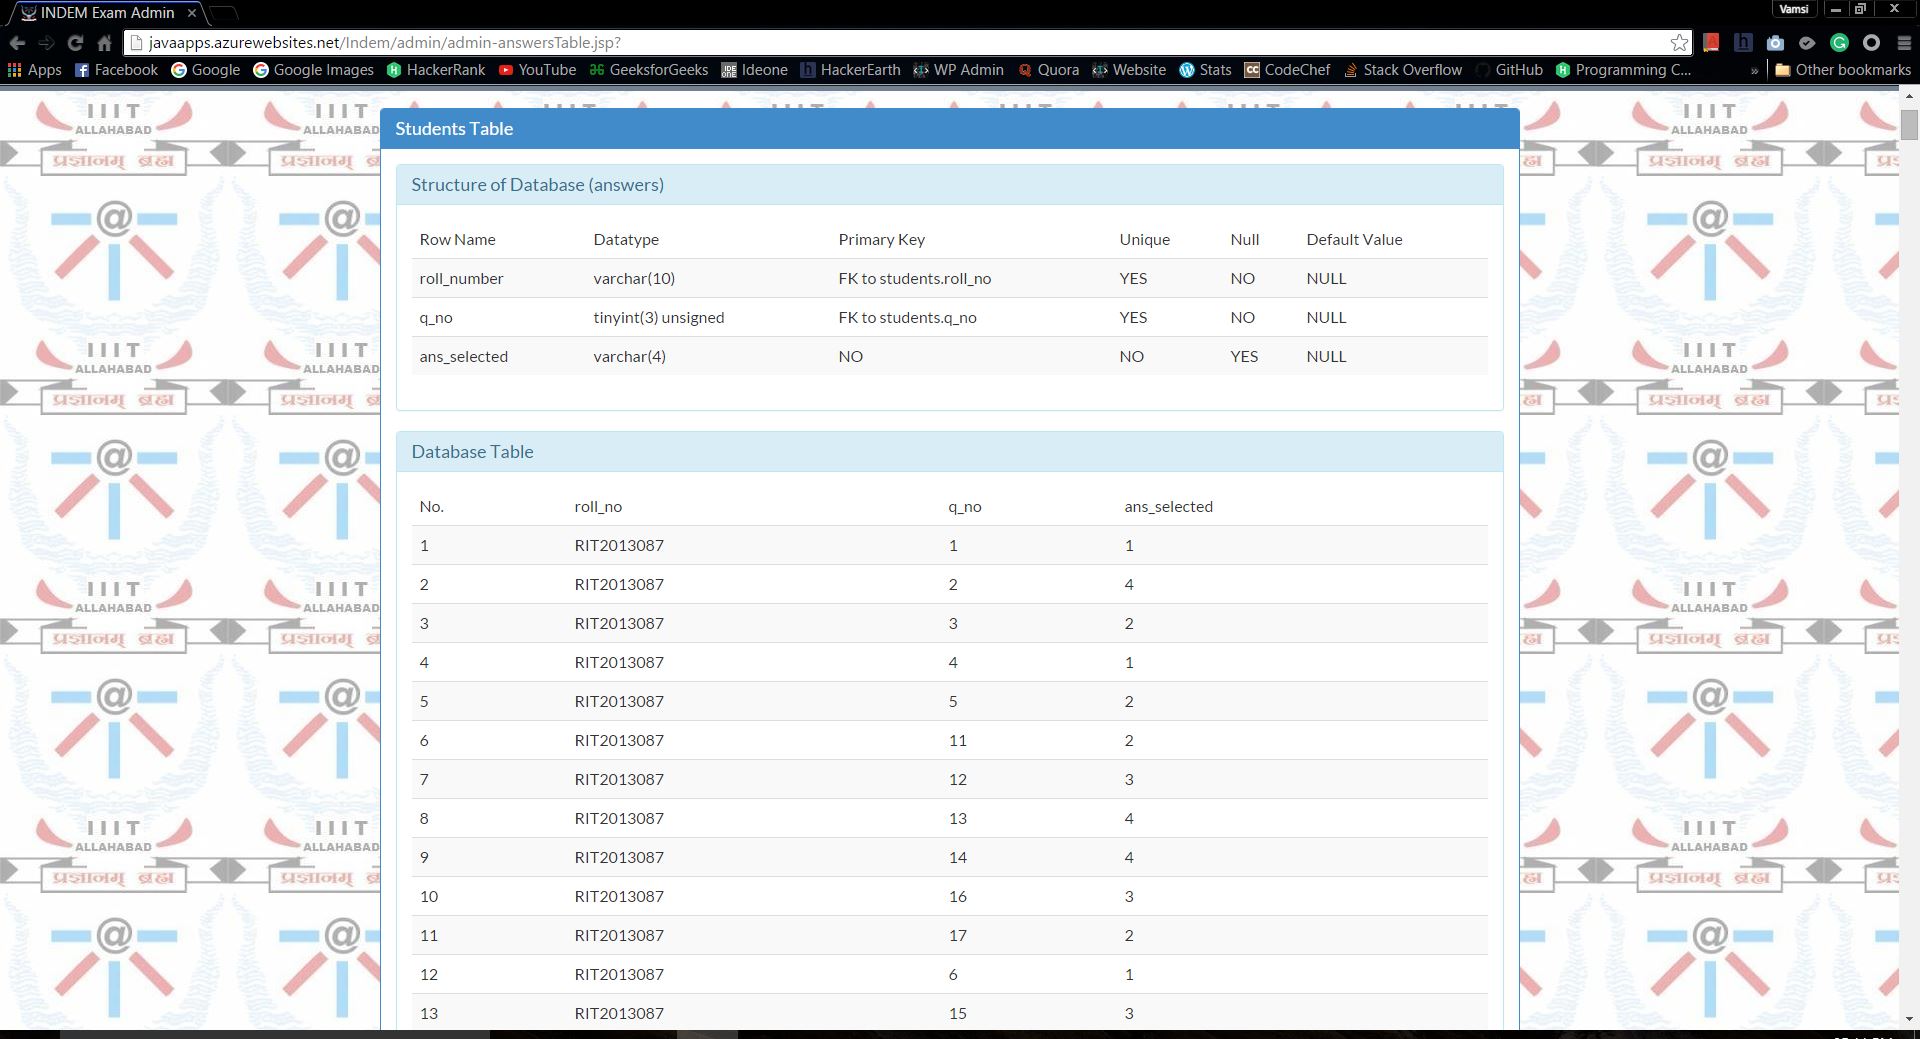 INDEM Exam Admin
Vamsi
javaapps.azurewebsites.net/Indem/admin/admin-answersTable.jsp?
Apps Facebook Google Google Images HackerRank YouTube GeeksforGeeks Ideone HackerEarth WP Admin Quora Website Stats CodeChef Stack Overflow GitHub Programming C... » Other bookmarks
IIIT
ALLAHABAD
प्रज्ञानम् ब्रह्म
Students Table
Structure of Database (answers)
Row Name Datatype Primary Key Unique Null Default Value
roll_number varchar(10) FK to students.roll_no YES NO NULL
q_no tinyint(3) unsigned FK to students.q_no YES NO NULL
ans_selected varchar(4) NO NO YES NULL
Database Table
No. roll_no q_no ans_selected
1 RIT2013087 1 1
2 RIT2013087 2 4
3 RIT2013087 3 2
4 RIT2013087 4 1
5 RIT2013087 5 2
6 RIT2013087 11 2
7 RIT2013087 12 3
8 RIT2013087 13 4
9 RIT2013087 14 4
10 RIT2013087 16 3
11 RIT2013087 17 2
12 RIT2013087 6 1
13 RIT2013087 15 3